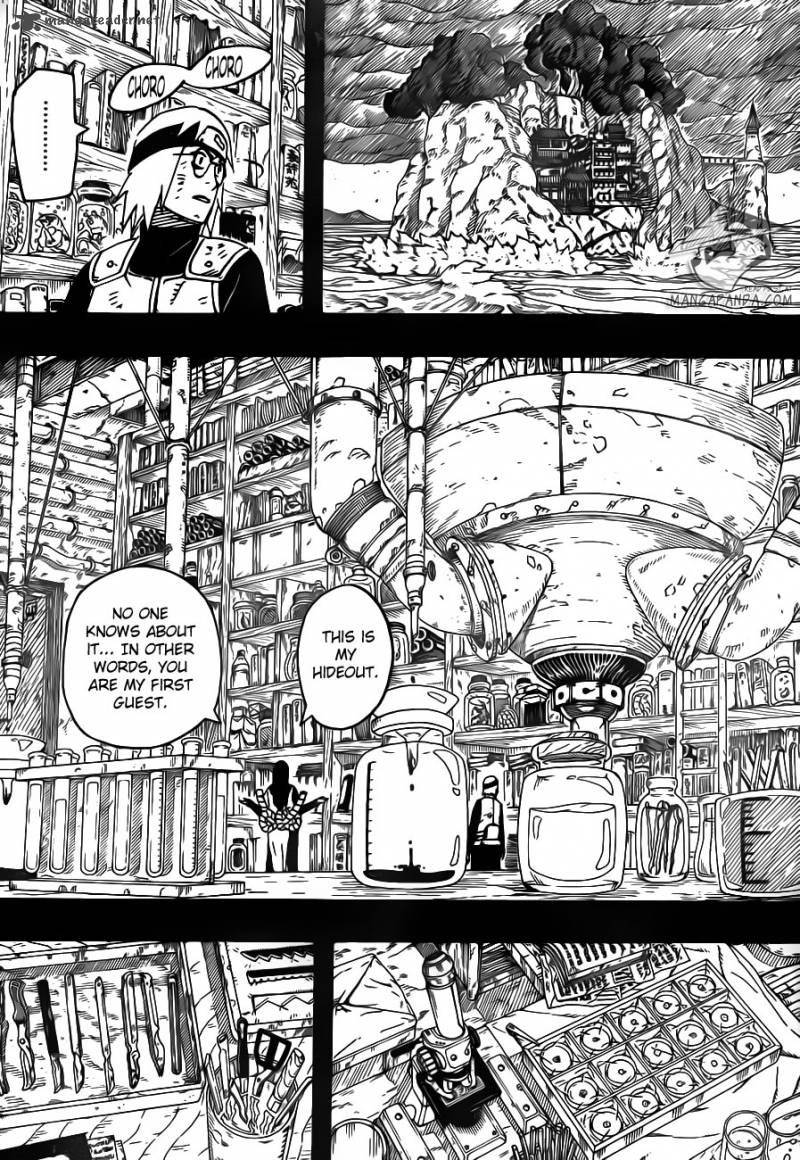 mangareader.net
CHORO
CHORO
..........
MANGAPANDA.COM
THIS IS
MY
HIDEOUT.
NO ONE
KNOWS ABOUT
IT... IN OTHER
WORDS, YOU
ARE MY FIRST
GUEST.